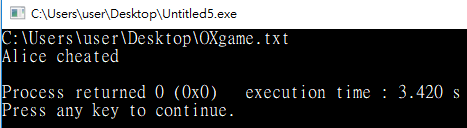 C:\Users\user\Desktop\Untitled5.exe
C:\Users\user\Desktop\OXgame.txt
Alice cheated
Process returned 0 (0x0)   execution time : 3.420 s
Press any key to continue.